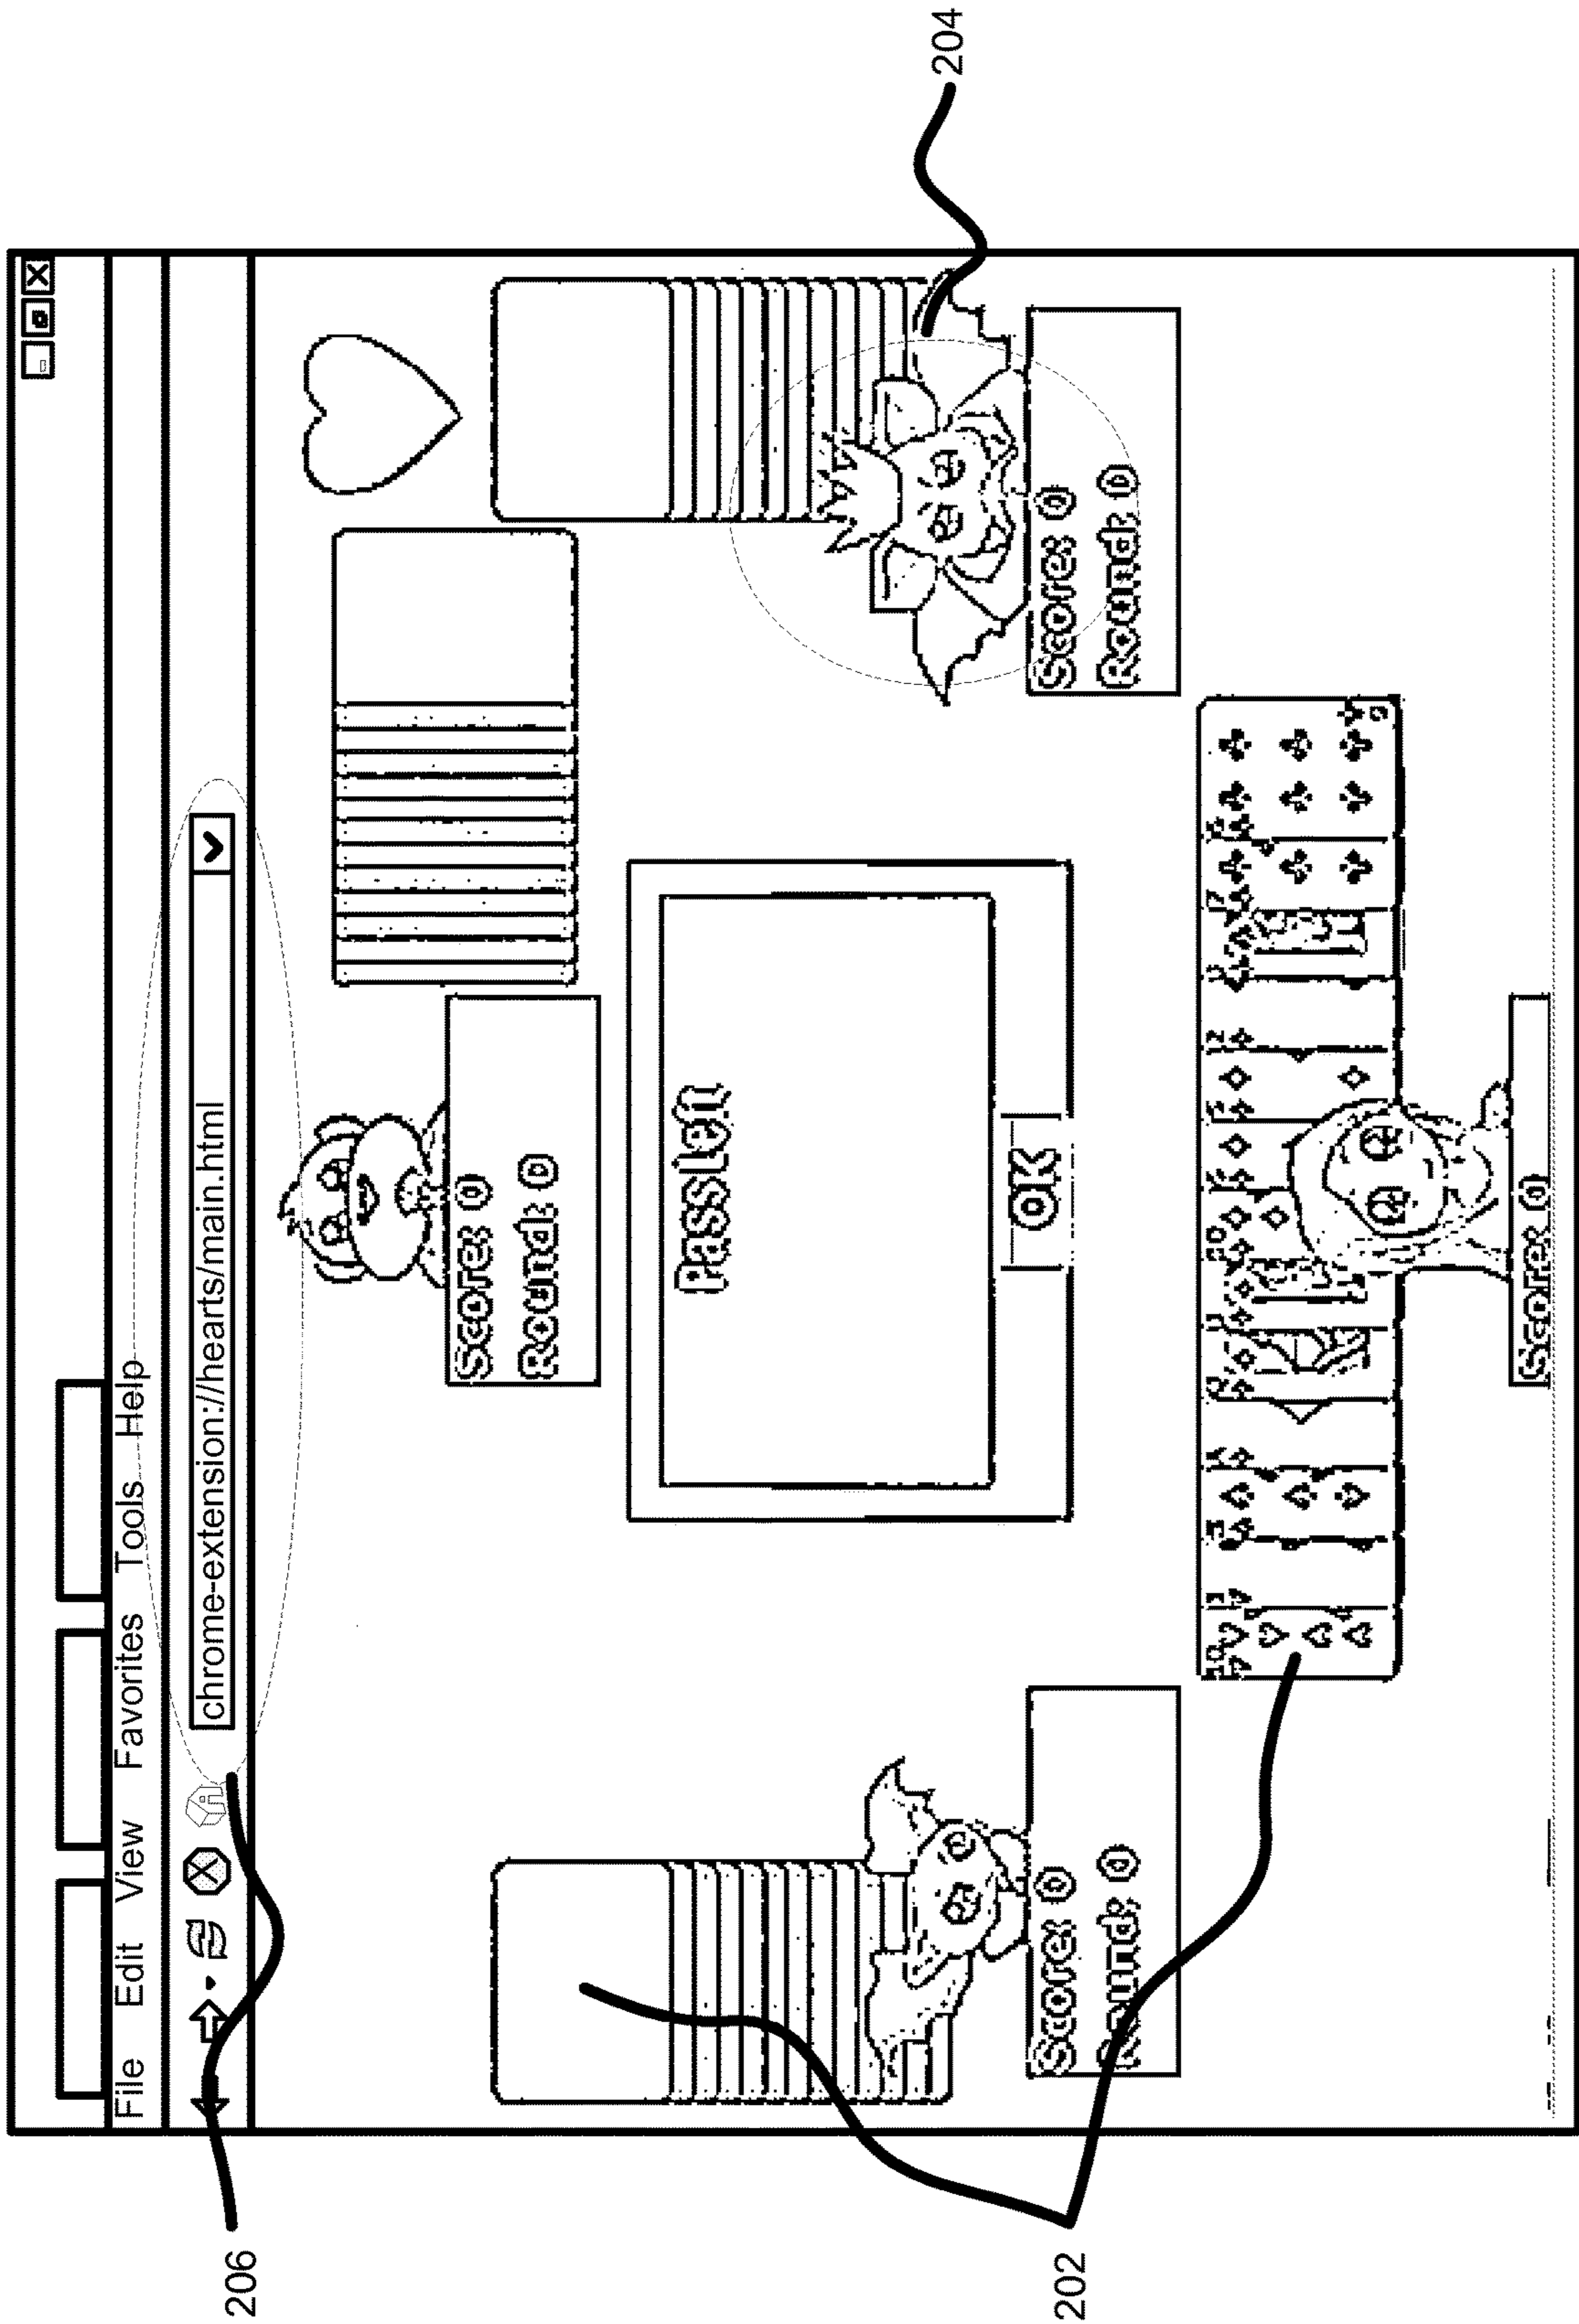 File Edit View Favorites Tools Help
chrome-extension://hearts/main.html
206
Score: 0
Round: 0
Pass Left
OK
204
Score: 0
Round: 0
Score: 0
Round: 0
202
10
Score: 0